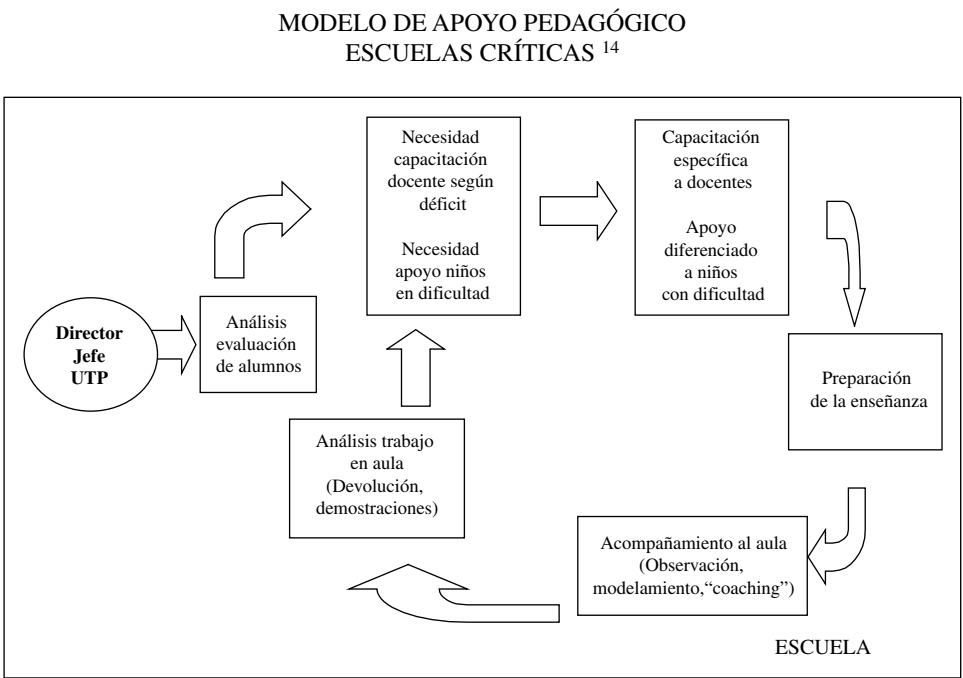 MODELO DE APOYO PEDAGÓGICO
ESCUELAS CRÍTICAS 14
Necesidad
capacitación
docente según
déficit
Necesidad
apoyo niños
en dificultad
Capacitación
específica
a docentes
Apoyo
diferenciado
a niños
con dificultad
Director
Jefe
UTP
Análisis
evaluación
de alumnos
Preparación
de la enseñanza
Análisis trabajo
en aula
(Devolución,
demostraciones)
Acompañamiento al aula
(Observación,
modelamiento,“coaching”)
ESCUELA